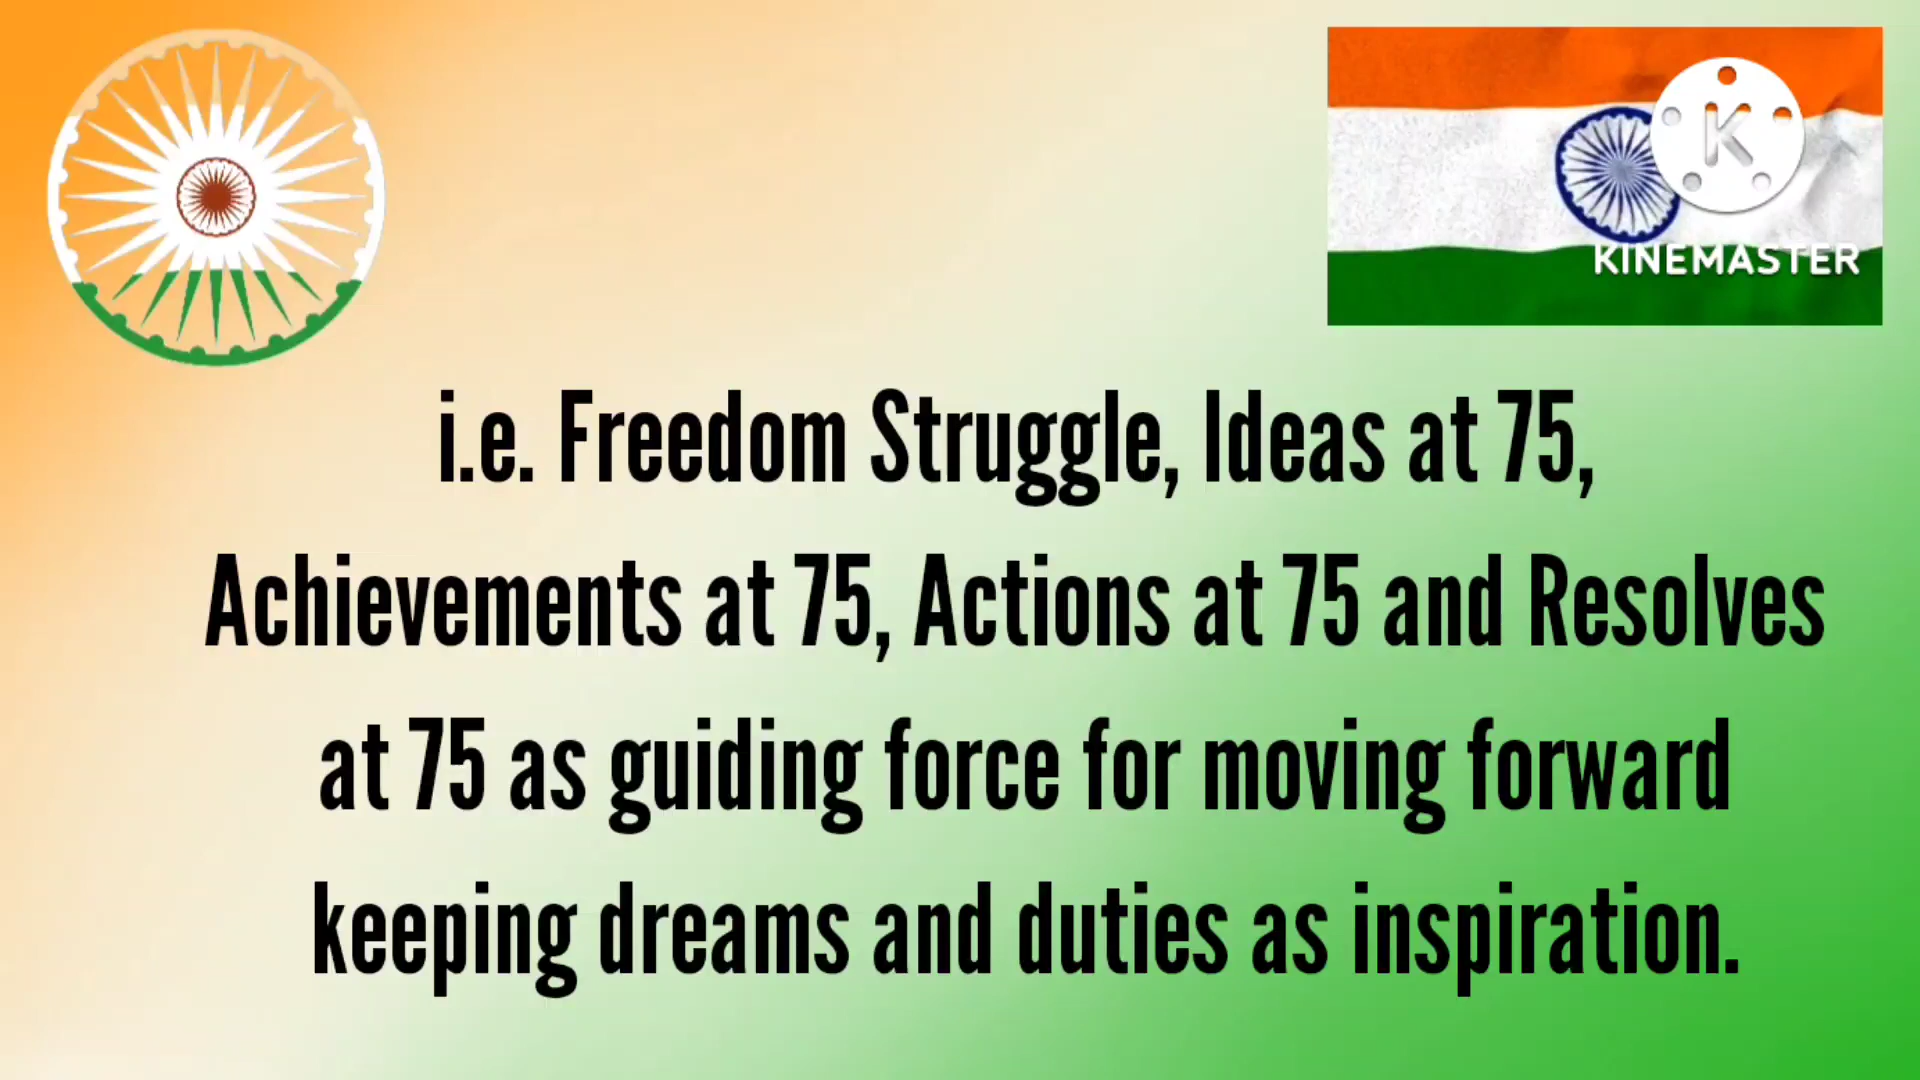 K
KINEMASTER
i.e. Freedom Struggle, Ideas at 75,
Achievements at 75, Actions at 75 and Resolves
at 75 as guiding force for moving forward
keeping dreams and duties as inspiration.